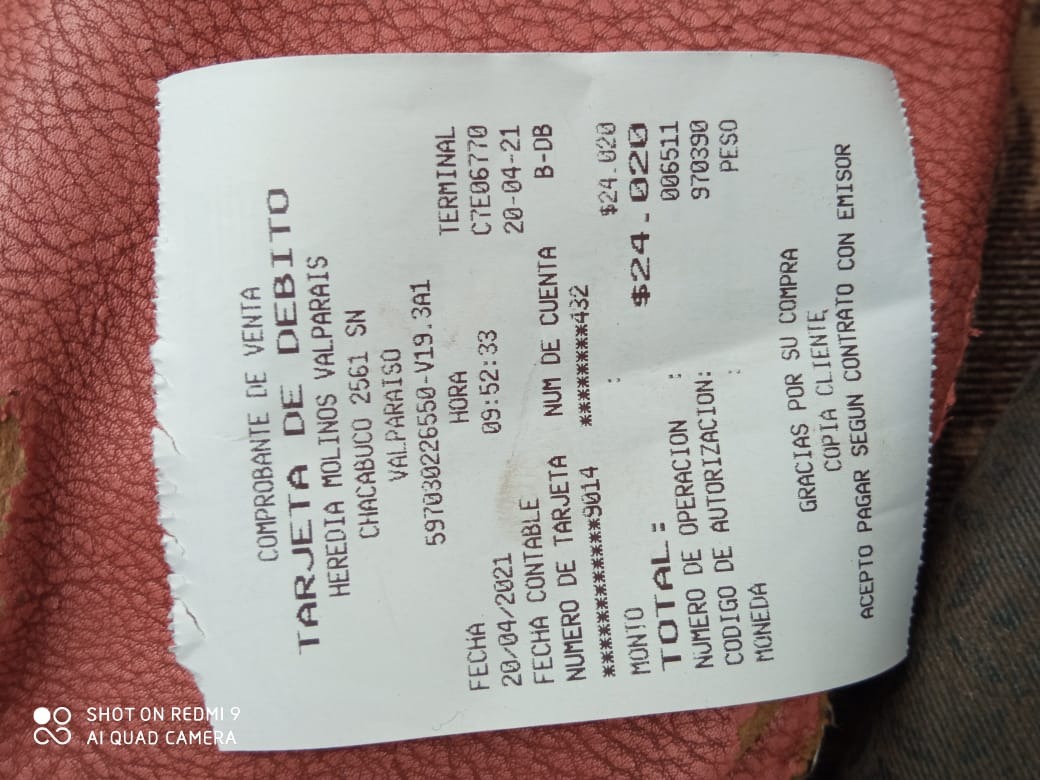 COMPROBANTE DE VENTA
TARJETA DE DEBITO
HEREDIA MOLINOS VALPARAIS
CHACABUCO 2561 SN
VALPARAISO
597030226550-V19.3A1
FECHA HORA TERMINAL
20/04/2021 09:52:33 C7E06770
FECHA CONTABLE 20-04-21
NUMERO DE TARJETA NUM DE CUENTA B-DB
************9014 *********432
MONTO : $24.020
TOTAL: $24.020
NUMERO DE OPERACION : 006511
CODIGO DE AUTORIZACION: 970390
MONEDA : PESO
GRACIAS POR SU COMPRA
COPIA CLIENTE
ACEPTO PAGAR SEGUN CONTRATO CON EMISOR
SHOT ON REDMI 9
AI QUAD CAMERA